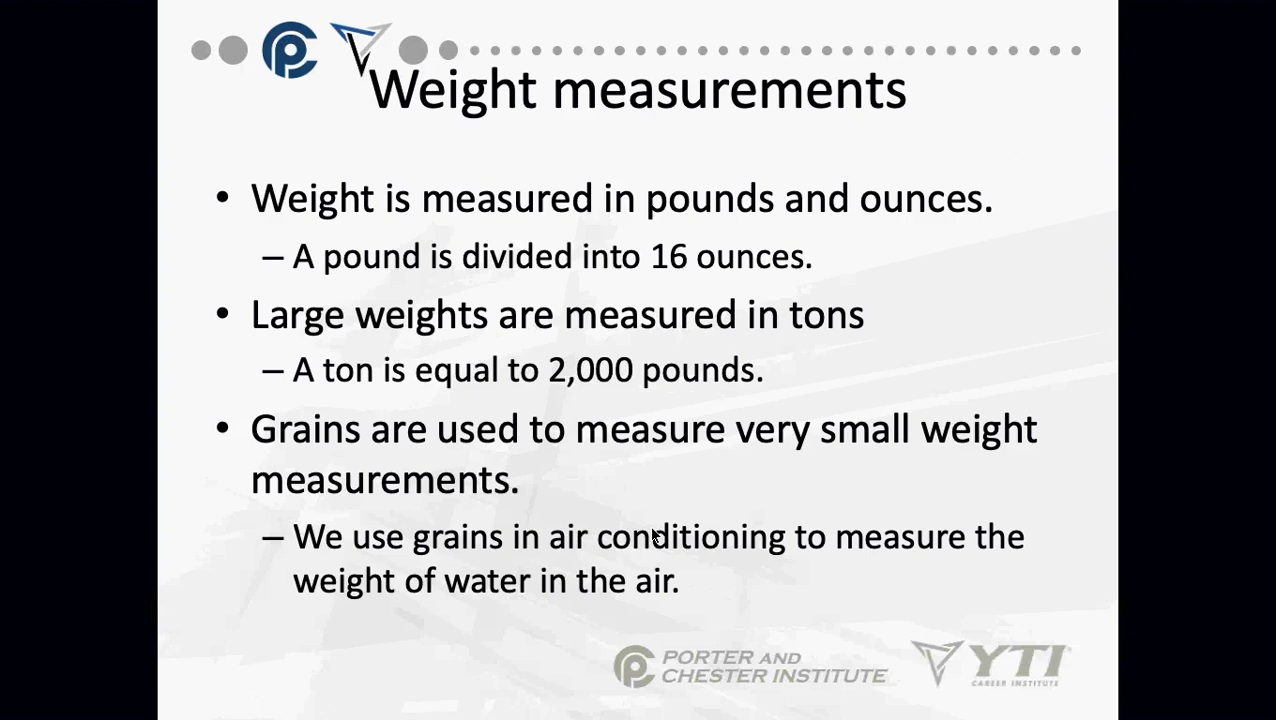 Weight measurements
• Weight is measured in pounds and ounces.
– A pound is divided into 16 ounces.
• Large weights are measured in tons
– A ton is equal to 2,000 pounds.
• Grains are used to measure very small weight
measurements.
– We use grains in air conditioning to measure the
weight of water in the air.
PORTER AND
CHESTER INSTITUTE
YTI
CAREER INSTITUTE